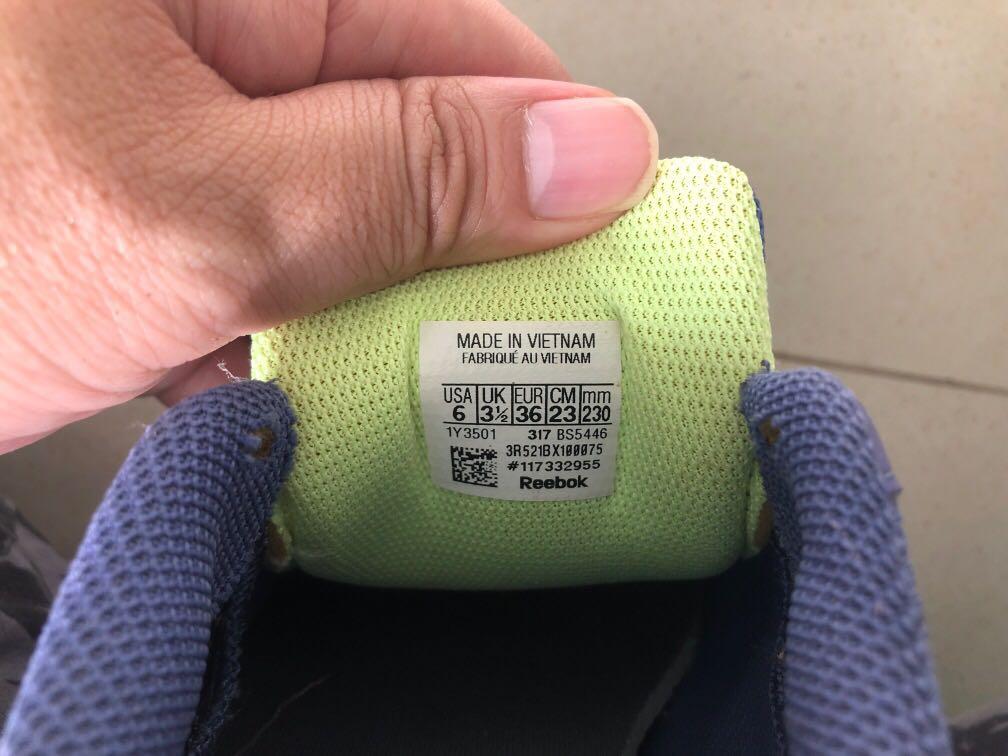 MADE IN VIETNAM
FABRIQUÉ AU VIETNAM
USA UK EUR CM mm
6 3½ 36 23 230
1Y3501 317 BS5446
3R521BX100075
#117332955
Reebok